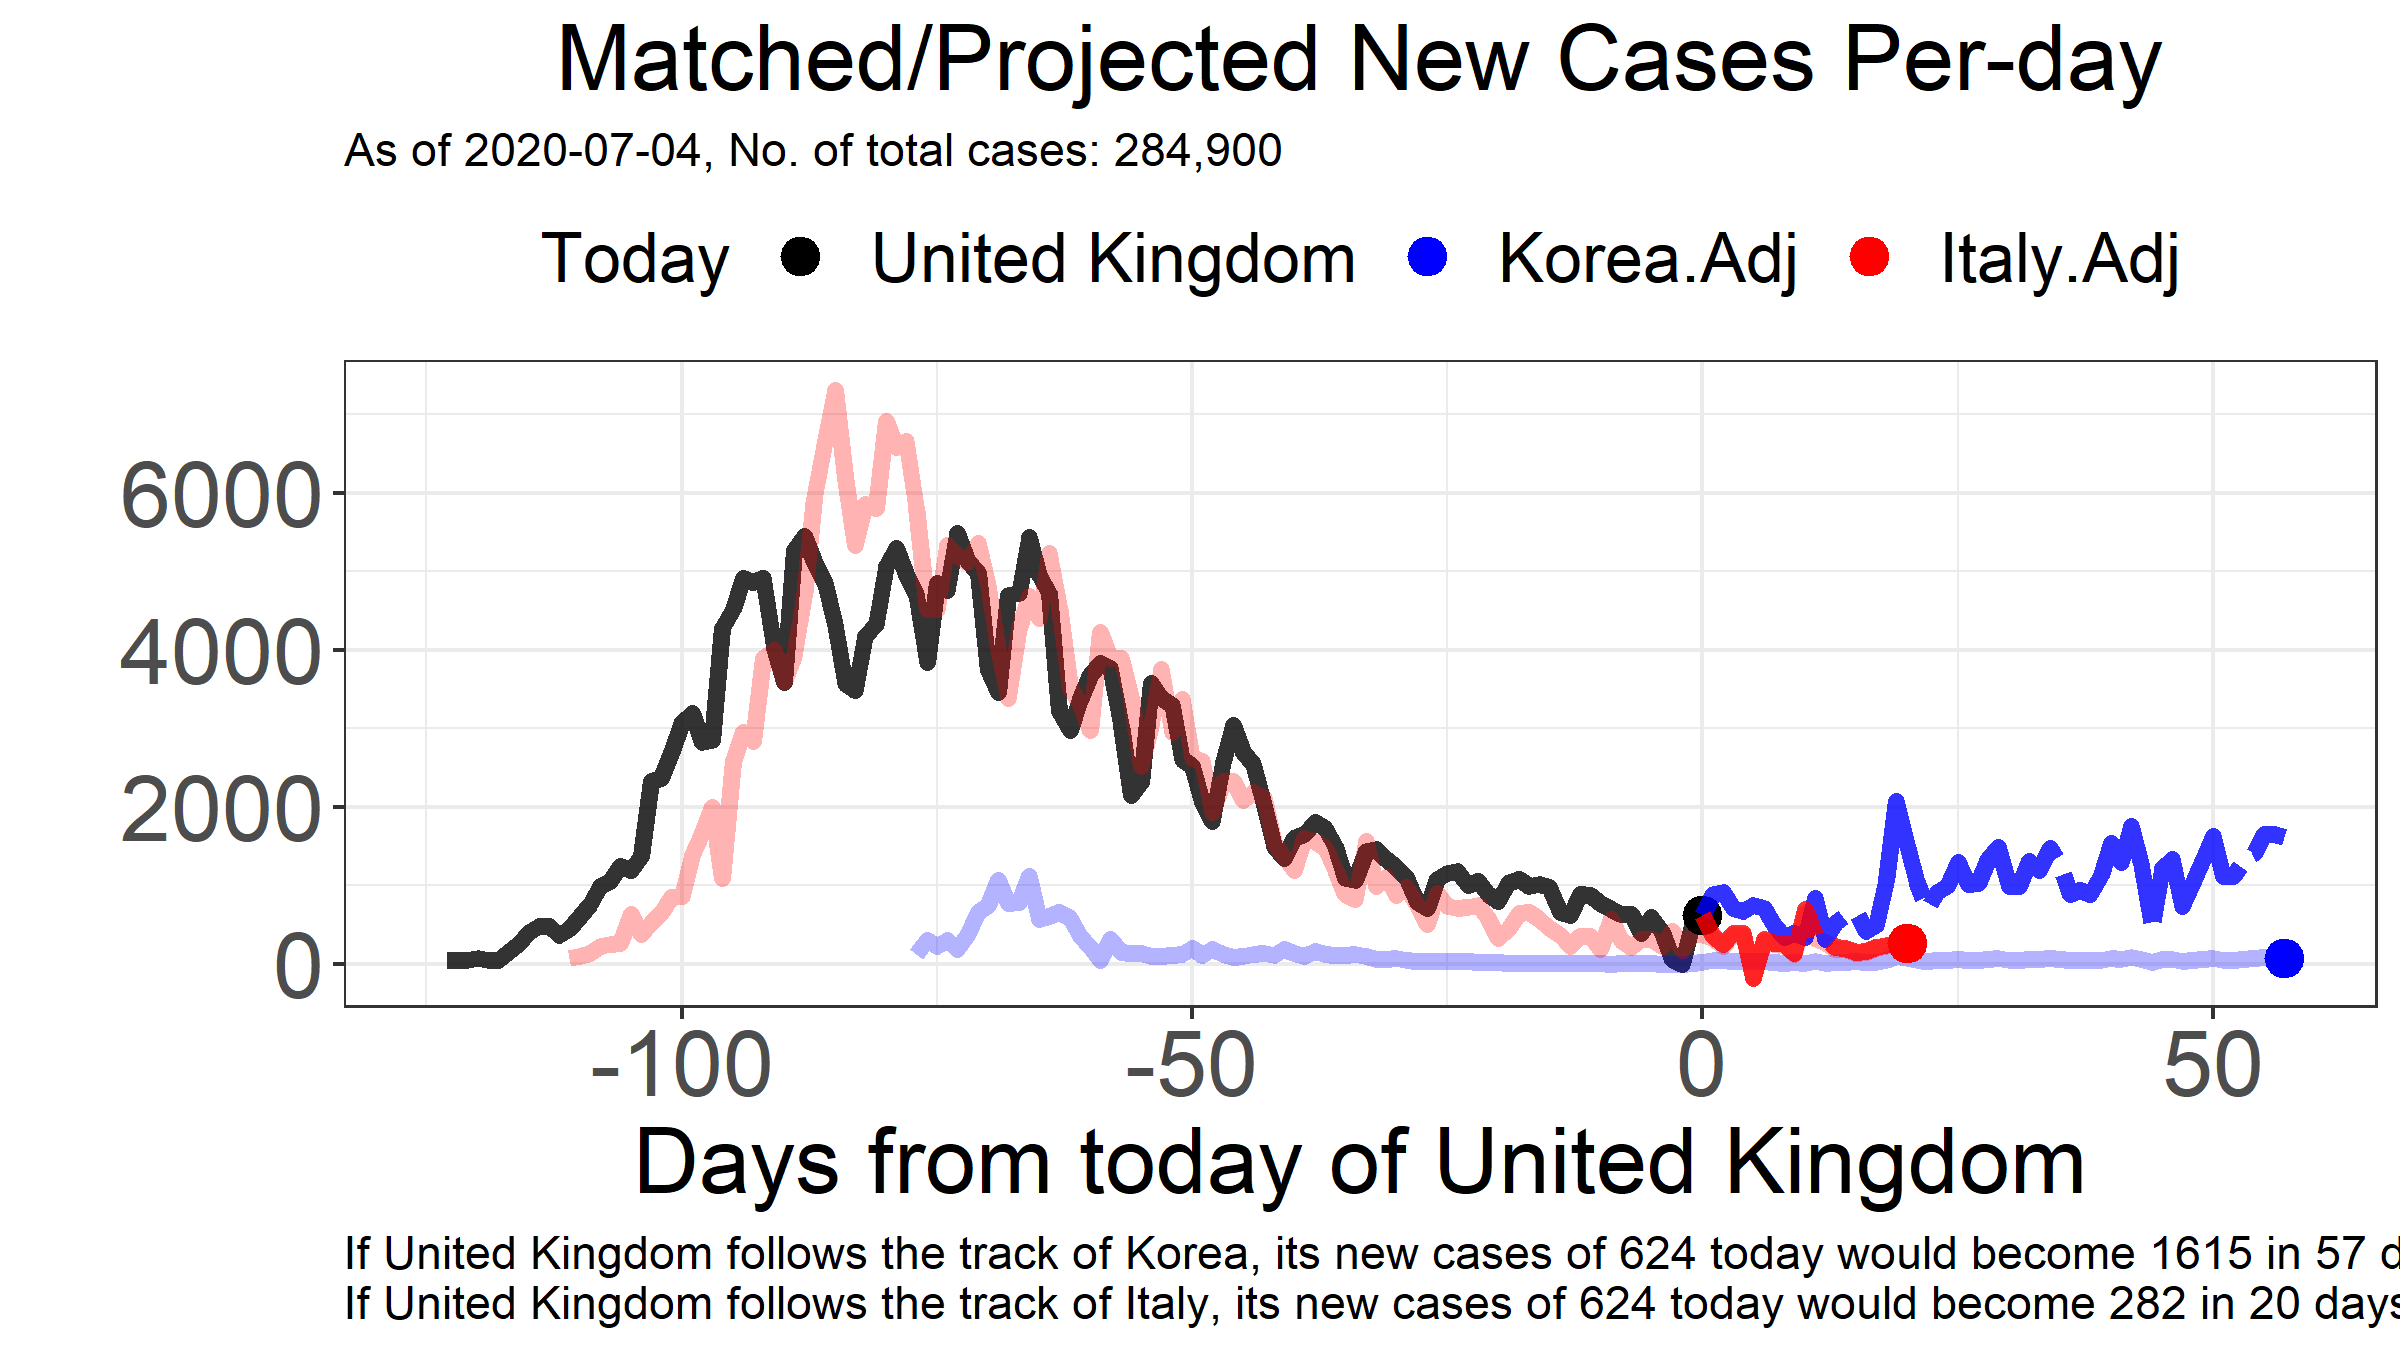 Matched/Projected New Cases Per-day
As of 2020-07-04, No. of total cases: 284,900
Today United Kingdom Korea.Adj Italy.Adj
6000
4000
2000
0
-100 -50 0 50
Days from today of United Kingdom
If United Kingdom follows the track of Korea, its new cases of 624 today would become 1615 in 57 d
If United Kingdom follows the track of Italy, its new cases of 624 today would become 282 in 20 days